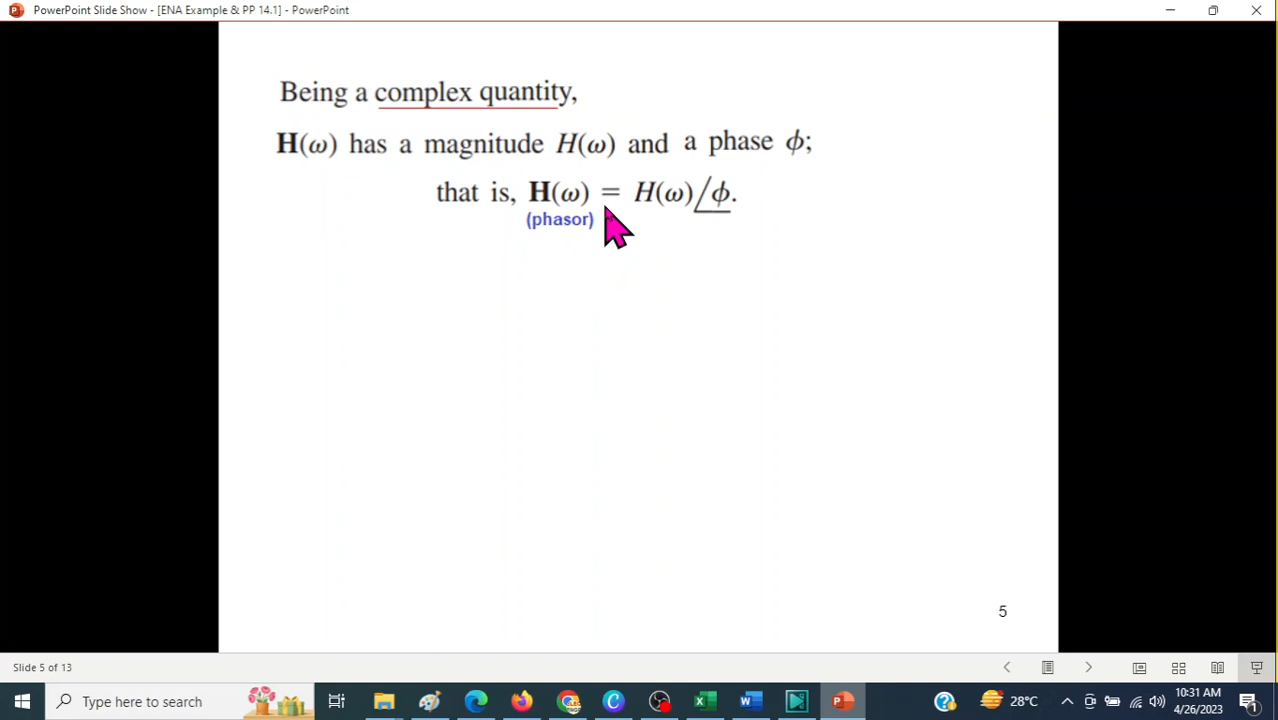 PowerPoint Slide Show - [ENA Example & PP 14.1] - PowerPoint
Being a complex quantity,
H(ω) has a magnitude H(ω) and a phase ϕ;
that is, H(ω) = H(ω)/ϕ.
(phasor)
5
Slide 5 of 13
Type here to search
28°C
10:31 AM
4/26/2023
1